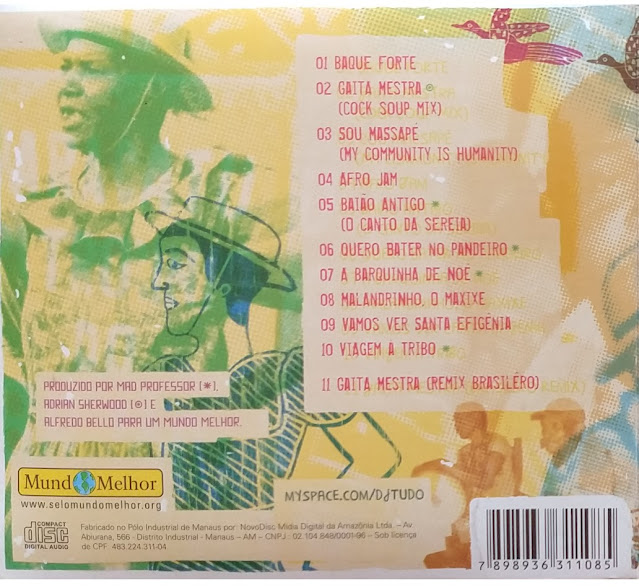 01 BAQUE FORTE
02 GAITA MESTRA ⊙
(COCK SOUP MIX)
03 SOU MASSAPÉ
(MY COMMUNITY IS HUMANITY)
04 AFRO JAM
05 BAIÃO ANTIGO *
(O CANTO DA SEREIA)
06 QUERO BATER NO PANDEIRO *
07 A BARQUINHA DE NOÉ *
08 MALANDRINHO, O MAXIXE
09 VAMOS VER SANTA EFIGÊNIA
10 VIAGEM A TRIBO *
11 GAITA MESTRA (REMIX BRASILÊRO)
PRODUZIDO POR MAD PROFESSOR (*),
ADRIAN SHERWOOD (⊙) E
ALFREDO BELLO PARA UM MUNDO MELHOR.
Mundo Melhor
www.selomundomelhor.org
MYSPACE.COM/DJTUDO
COMPACT
disc
DIGITAL AUDIO
Fabricado no Pólo Industrial de Manaus por: NovoDisc Mídia Digital da Amazônia Ltda. – Av
Abiurana, 566 - Distrito Industrial - Manaus – AM – CNPJ : 02.104.848/0001-96 – Sob licença
de CPF: 483.224.311-04
7 898936 311085